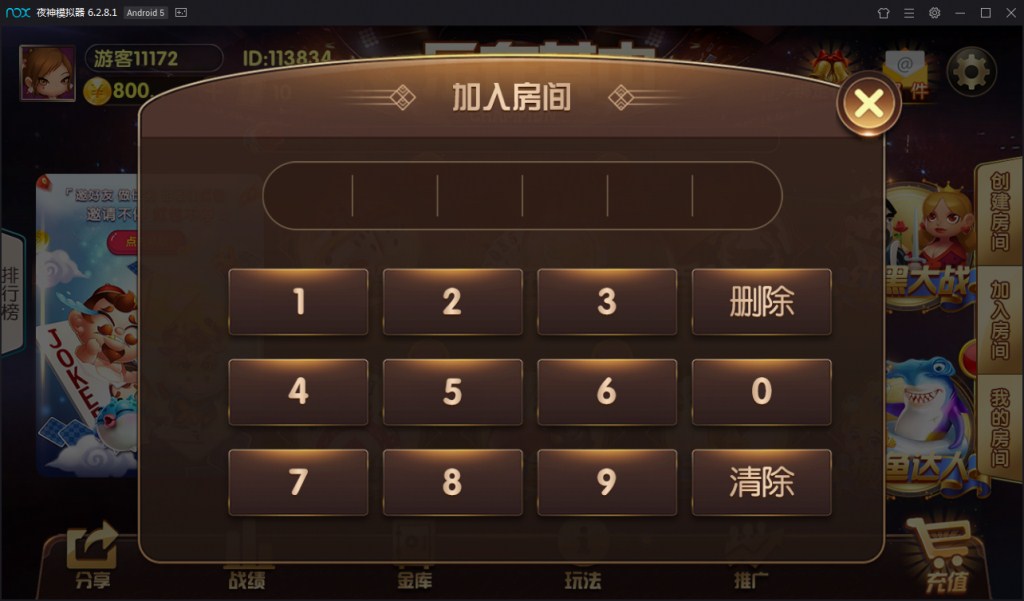 nox 夜神模拟器 6.2.8.1 Android 5
游客11172 ID:113834
800
加入房间
邀请不
点
JOKER
排行榜
1 2 3 删除
4 5 6 0
7 8 9 清除
创建房间
加入房间
我的房间
黑大战
达人
分享 战绩 金库 玩法 推广 充值